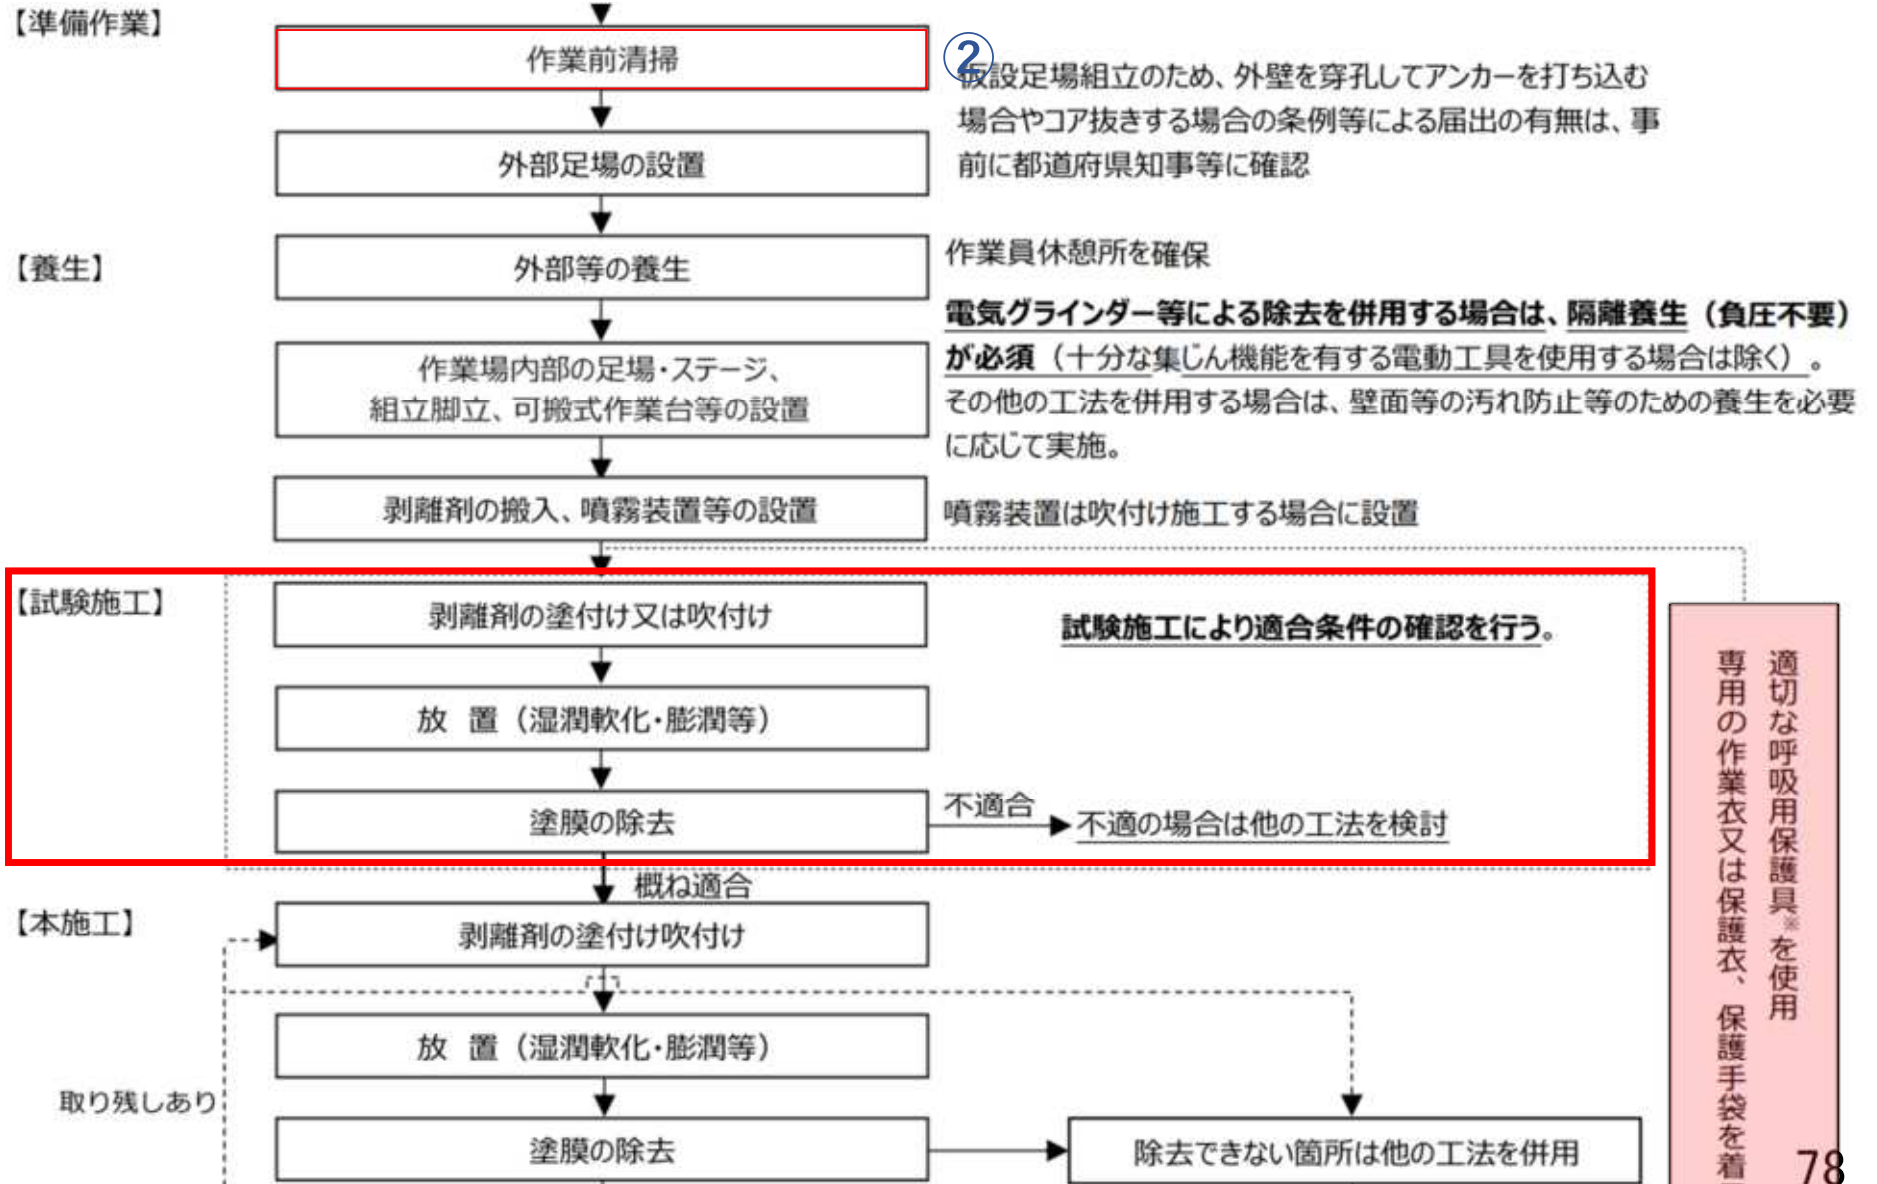 【準備作業】
作業前清掃
②
仮設足場組立のため、外壁を穿孔してアンカーを打ち込む
場合やコア抜きする場合の条例等による届出の有無は、事
前に都道府県知事等に確認
外部足場の設置
【養生】
外部等の養生
作業員休憩所を確保
電気グラインダー等による除去を併用する場合は、隔離養生（負圧不要）
が必須（十分な集じん機能を有する電動工具を使用する場合は除く）。
その他の工法を併用する場合は、壁面等の汚れ防止等のための養生を必要
に応じて実施。
作業場内部の足場・ステージ、
組立脚立、可搬式作業台等の設置
剥離剤の搬入、噴霧装置等の設置
噴霧装置は吹付け施工する場合に設置
【試験施工】
剥離剤の塗付け又は吹付け
試験施工により適合条件の確認を行う。
放 置（湿潤軟化・膨潤等）
塗膜の除去
不適合
不適の場合は他の工法を検討
概ね適合
【本施工】
剥離剤の塗付け吹付け
放 置（湿潤軟化・膨潤等）
取り残しあり
塗膜の除去
除去できない箇所は他の工法を併用
適切な呼吸用保護具※を使用
専用の作業衣又は保護衣、保護手袋を着
78